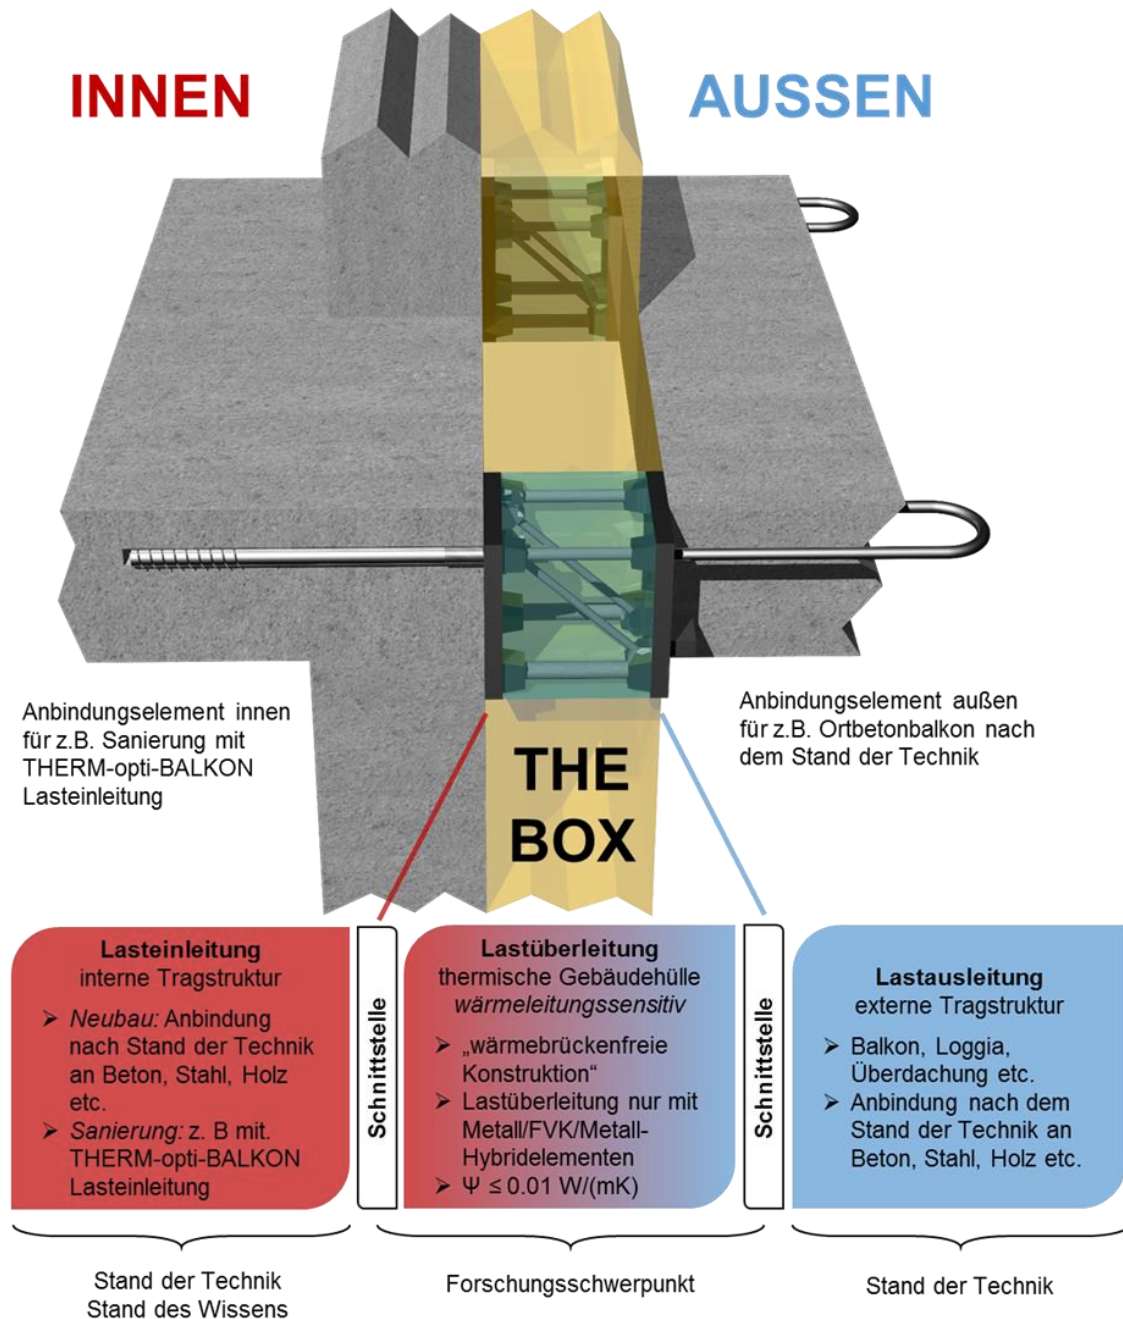 INNEN
AUSSEN
Anbindungselement innen
für z.B. Sanierung mit
THERM-opti-BALKON
Lasteinleitung
Anbindungselement außen
für z.B. Ortbetonbalkon nach
dem Stand der Technik
THE
BOX
Lasteinleitung
interne Tragstruktur
➢ Neubau: Anbindung
nach Stand der Technik
an Beton, Stahl, Holz
etc.
➢ Sanierung: z. B mit.
THERM-opti-BALKON
Lasteinleitung
Schnittstelle
Lastüberleitung
thermische Gebäudehülle
wärmeleitungssensitiv
➢ „wärmebrückenfreie
Konstruktion“
➢ Lastüberleitung nur mit
Metall/FVK/Metall-
Hybridelementen
➢ Ψ ≤ 0.01 W/(mK)
Schnittstelle
Lastausleitung
externe Tragstruktur
➢ Balkon, Loggia,
Überdachung etc.
➢ Anbindung nach dem
Stand der Technik an
Beton, Stahl, Holz etc.
Stand der Technik
Stand des Wissens
Forschungsschwerpunkt
Stand der Technik